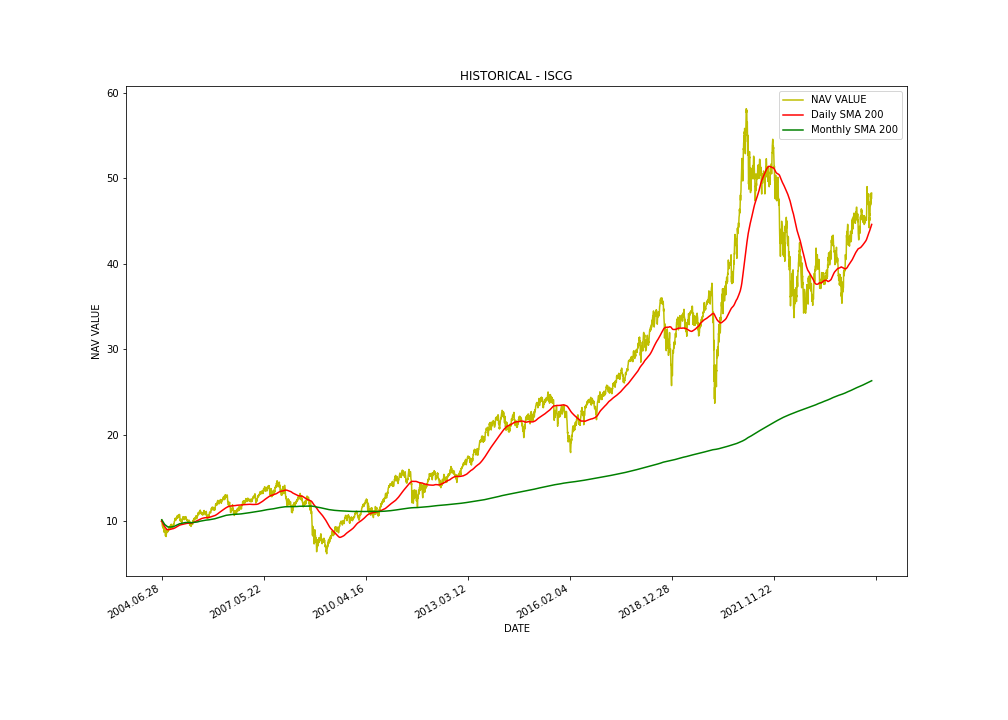 HISTORICAL - ISCG
NAV VALUE
Daily SMA 200
Monthly SMA 200
60
50
40
30
20
10
NAV VALUE
2004.06.28
2007.05.22
2010.04.16
2013.03.12
2016.02.04
2018.12.28
2021.11.22
DATE